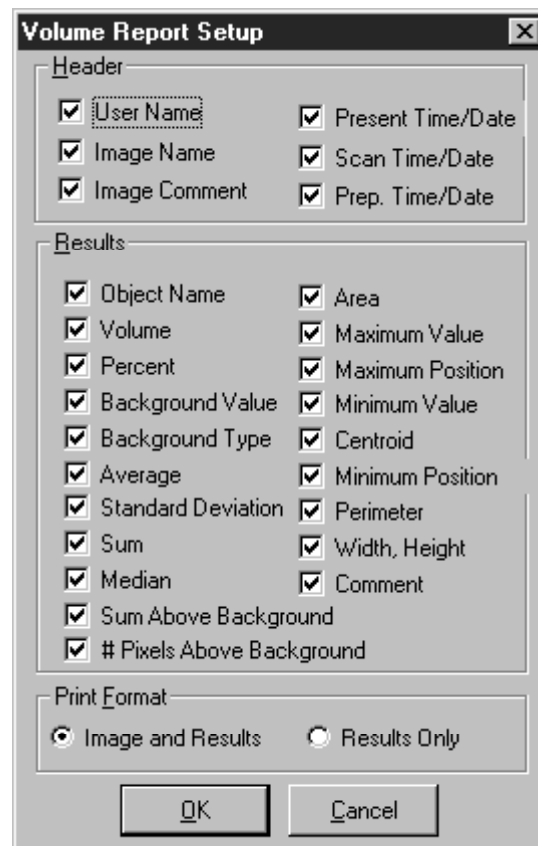 Volume Report Setup
Header
User Name
Image Name
Image Comment
Present Time/Date
Scan Time/Date
Prep. Time/Date
Results
Object Name
Volume
Percent
Background Value
Background Type
Average
Standard Deviation
Sum
Median
Sum Above Background
# Pixels Above Background
Area
Maximum Value
Maximum Position
Minimum Value
Centroid
Minimum Position
Perimeter
Width, Height
Comment
Print Format
Image and Results
Results Only
OK
Cancel